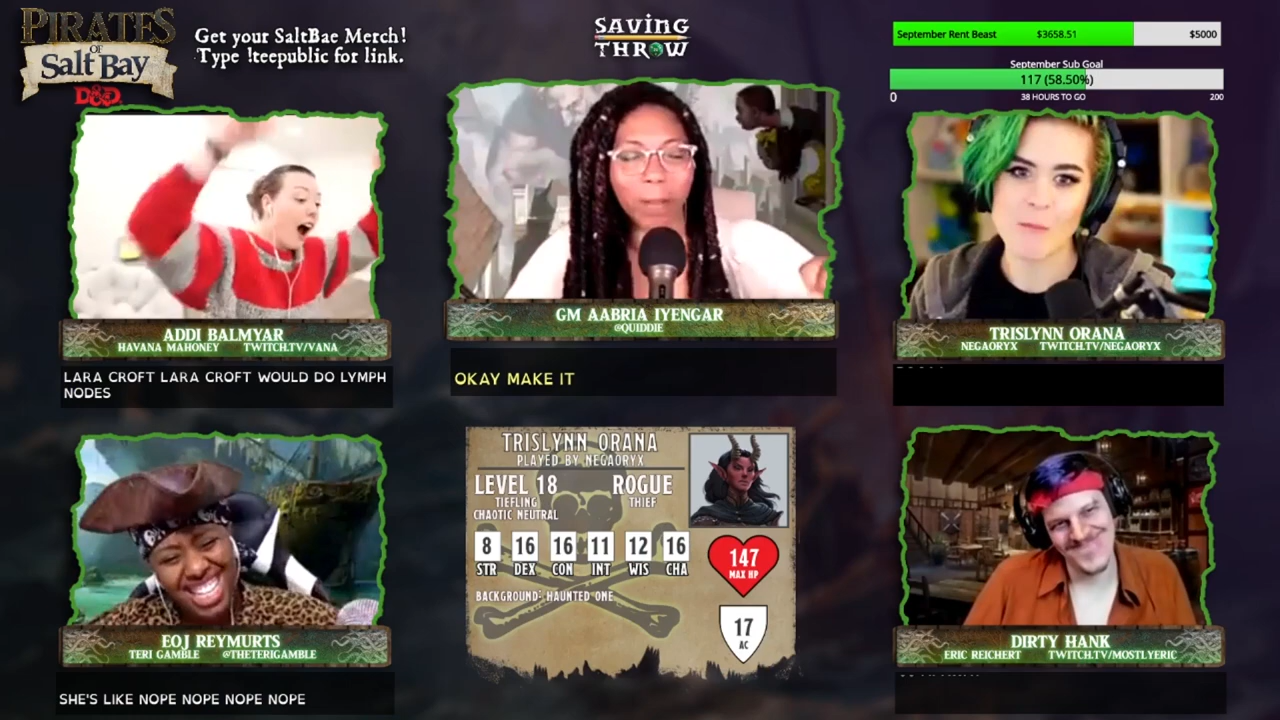 PIRATES
OF
Salt Bay
D&D
Get your SaltBae Merch!
Type !teepublic for link.
SAVING
THROW
September Rent Beast $3658.51 $5000
September Sub Goal
117 (58.50%)
0 38 HOURS TO GO 200
ADDI BALMYAR
HAVANA MAHONEY TWITCH.TV/VANA
LARA CROFT LARA CROFT WOULD DO LYMPH
NODES
GM AABRIA IYENGAR
@QUIDDIE
OKAY MAKE IT
TRISLYNN ORANA
NEGAORYX TWITCH.TV/NEGAORYX
EOJ REYMURTS
TERI GAMBLE @THETERIGAMBLE
SHE'S LIKE NOPE NOPE NOPE NOPE
TRISLYNN ORANA
PLAYED BY NEGAORYX
LEVEL 18 ROGUE
TIEFLING THIEF
CHAOTIC NEUTRAL
8 16 16 11 12 16
STR DEX CON INT WIS CHA
BACKGROUND: HAUNTED ONE
147
MAX HP
17
AC
DIRTY HANK
ERIC REICHERT TWITCH.TV/MOSTLYERIC